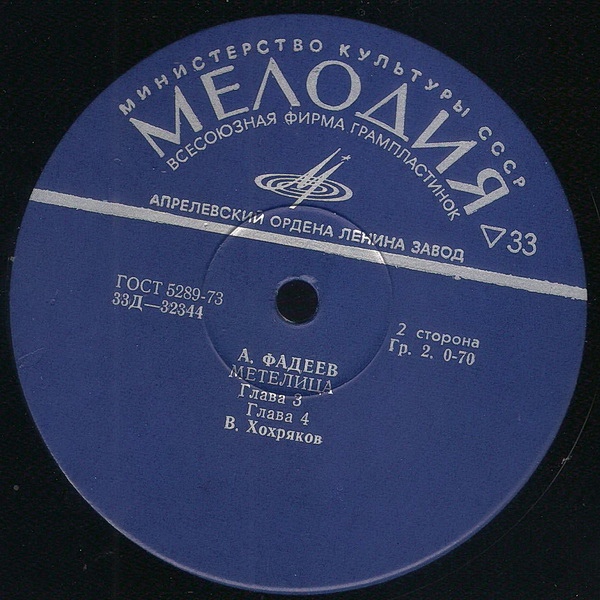 МИНИСТЕРСТВО КУЛЬТУРЫ СССР
МЕЛОДИЯ
ВСЕСОЮЗНАЯ ФИРМА ГРАМПЛАСТИНОК
АПРЕЛЕВСКИЙ ОРДЕНА ЛЕНИНА ЗАВОД
33
ГОСТ 5289-73
33Д—32344
2 сторона
Гр. 2. 0-70
А. ФАДЕЕВ
МЕТЕЛИЦА
Глава 3
Глава 4
В. Хохряков